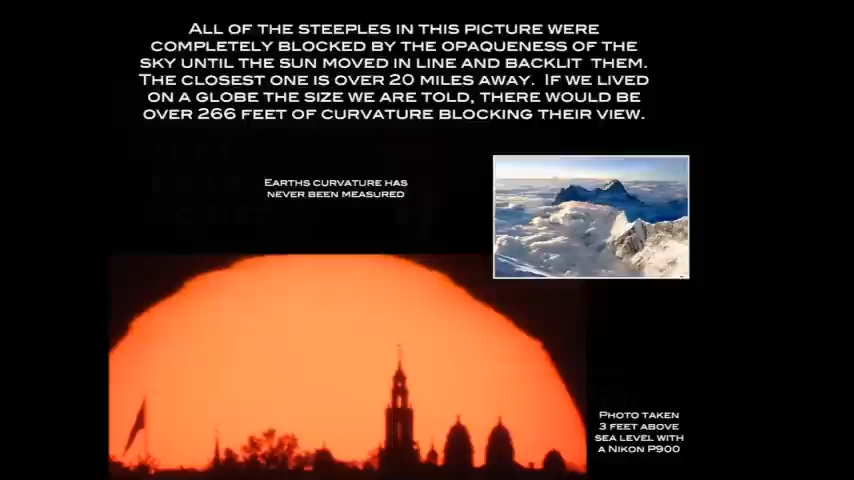 ALL OF THE STEEPLES IN THIS PICTURE WERE
COMPLETELY BLOCKED BY THE OPAQUENESS OF THE
SKY UNTIL THE SUN MOVED IN LINE AND BACKLIT THEM.
THE CLOSEST ONE IS OVER 20 MILES AWAY. IF WE LIVED
ON A GLOBE THE SIZE WE ARE TOLD, THERE WOULD BE
OVER 266 FEET OF CURVATURE BLOCKING THEIR VIEW.
EARTHS CURVATURE HAS
NEVER BEEN MEASURED
PHOTO TAKEN
3 FEET ABOVE
SEA LEVEL WITH
A NIKON P900